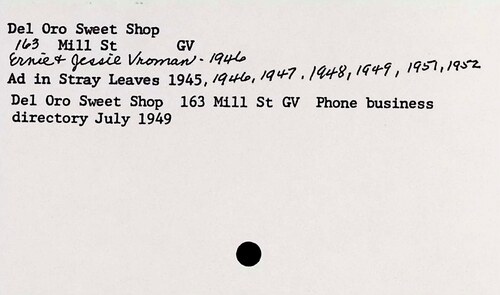 Del Oro Sweet Shop
163 Mill St GV
Ernie & Jessie Vroman - 1946
Ad in Stray Leaves 1945, 1946, 1947, 1948, 1949, 1951, 1952
Del Oro Sweet Shop 163 Mill St GV Phone business
directory July 1949